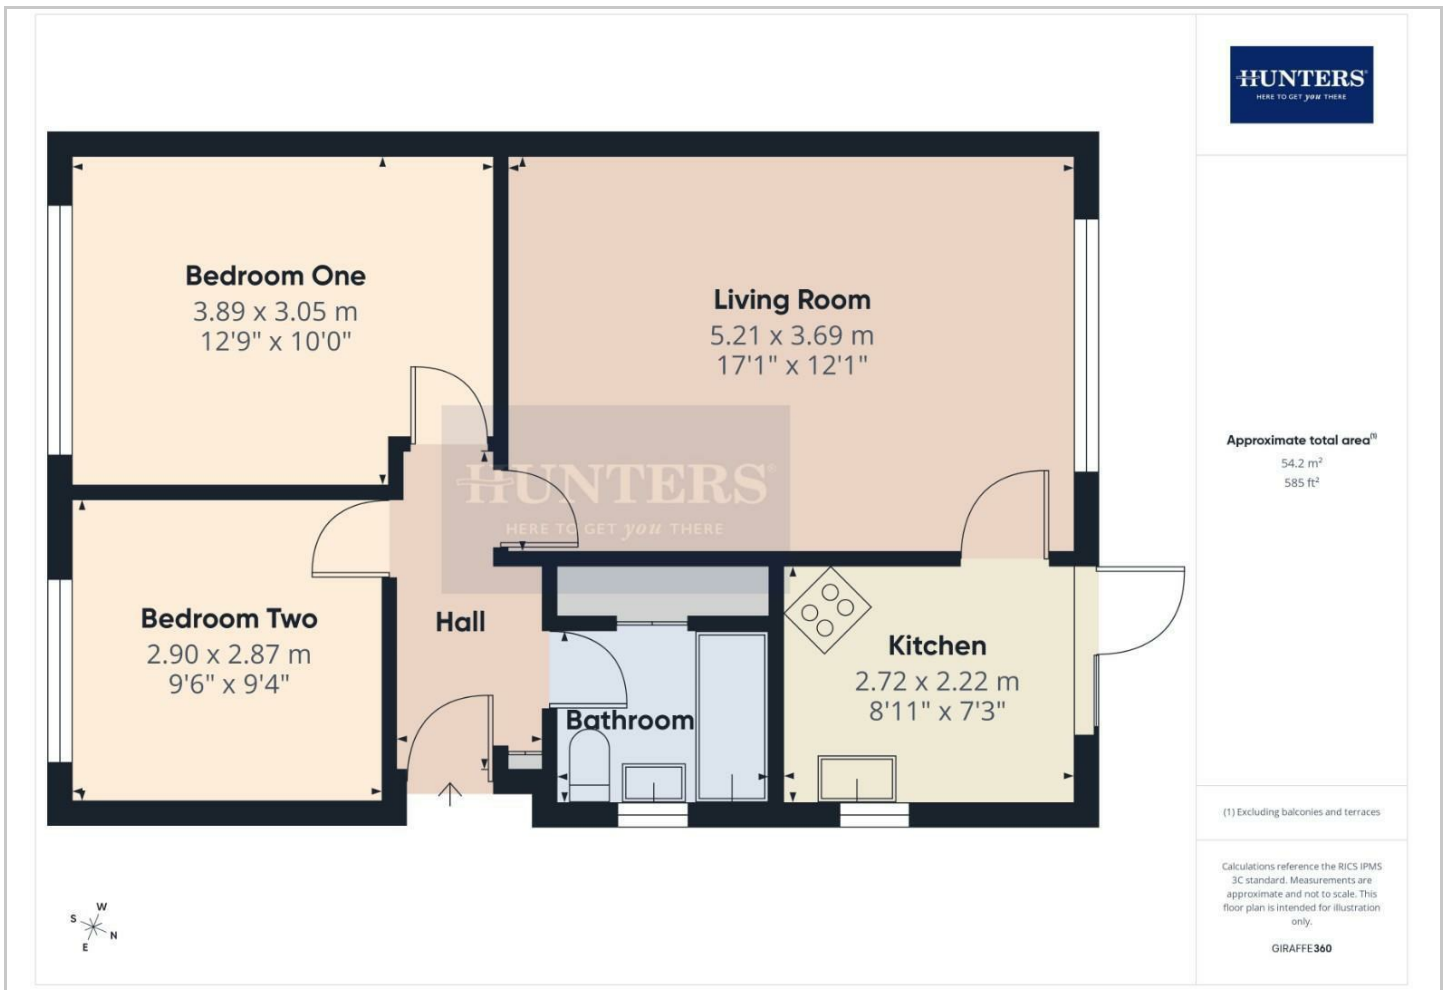 HUNTERS®
HERE TO GET you THERE
Bedroom One
3.89 x 3.05 m
12'9" x 10'0"
Living Room
5.21 x 3.69 m
17'1" x 12'1"
HUNTERS®
HERE TO GET you THERE
Bedroom Two
2.90 x 2.87 m
9'6" x 9'4"
Hall
Bathroom
Kitchen
2.72 x 2.22 m
8'11" x 7'3"
Approximate total area(1)
54.2 m²
585 ft²
(1) Excluding balconies and terraces
Calculations reference the RICS IPMS
3C standard. Measurements are
approximate and not to scale. This
floor plan is intended for illustration
only.
GIRAFFE360
W
S
N
E